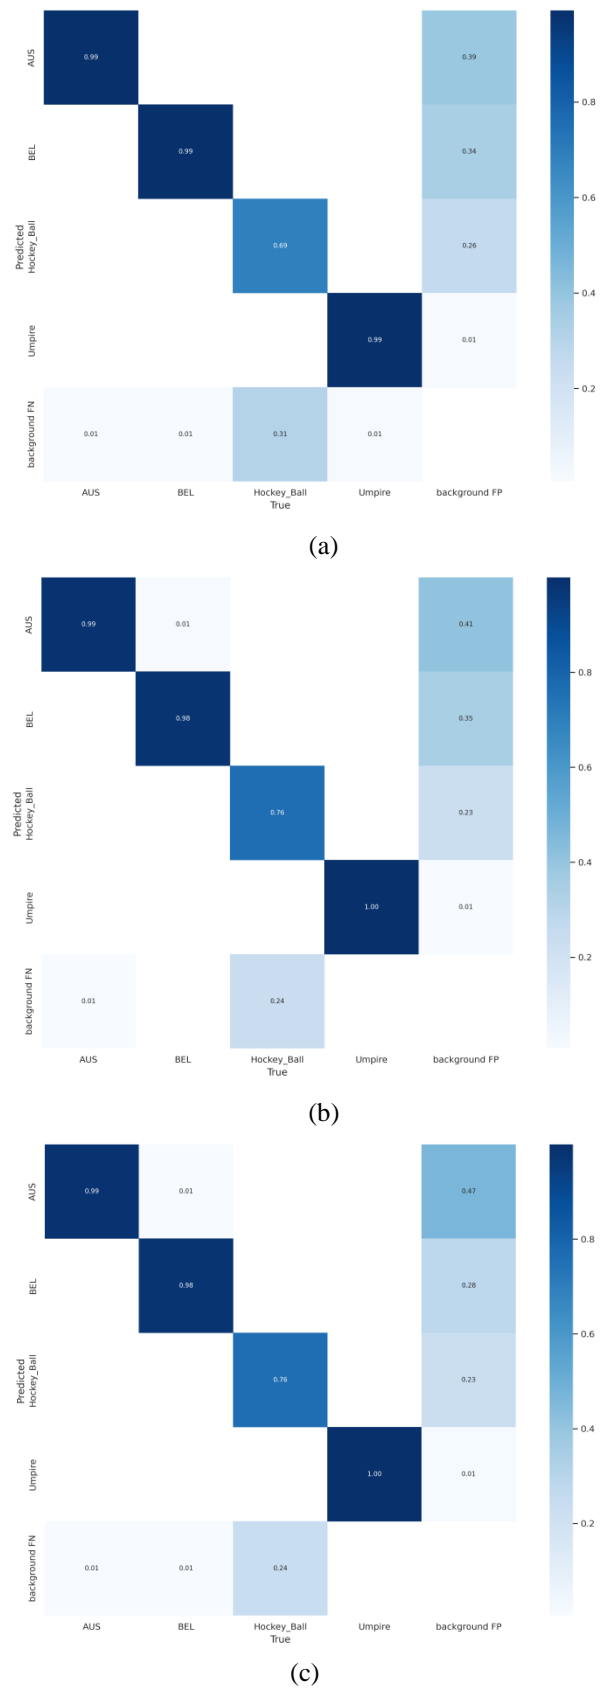 AUS 0.99 0.39
BEL 0.99 0.34
Predicted
Hockey_Ball 0.69 0.26
Umpire 0.99 0.01
background FN 0.01 0.01 0.31 0.01
AUS BEL Hockey_Ball Umpire background FP
True
0.8
0.6
0.4
0.2
(a)
AUS 0.99 0.01 0.41
BEL 0.98 0.35
Predicted
Hockey_Ball 0.76 0.23
Umpire 1.00 0.01
background FN 0.01 0.24
AUS BEL Hockey_Ball Umpire background FP
True
0.8
0.6
0.4
0.2
(b)
AUS 0.99 0.01 0.47
BEL 0.98 0.28
Predicted
Hockey_Ball 0.76 0.23
Umpire 1.00 0.01
background FN 0.01 0.01 0.24
AUS BEL Hockey_Ball Umpire background FP
True
0.8
0.6
0.4
0.2
(c)